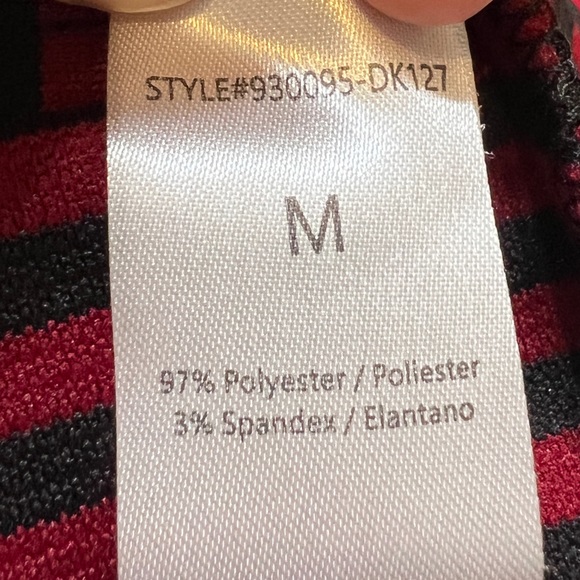 STYLE#930095-DK127
M
97% Polyester / Poliester
3% Spandex / Elantano